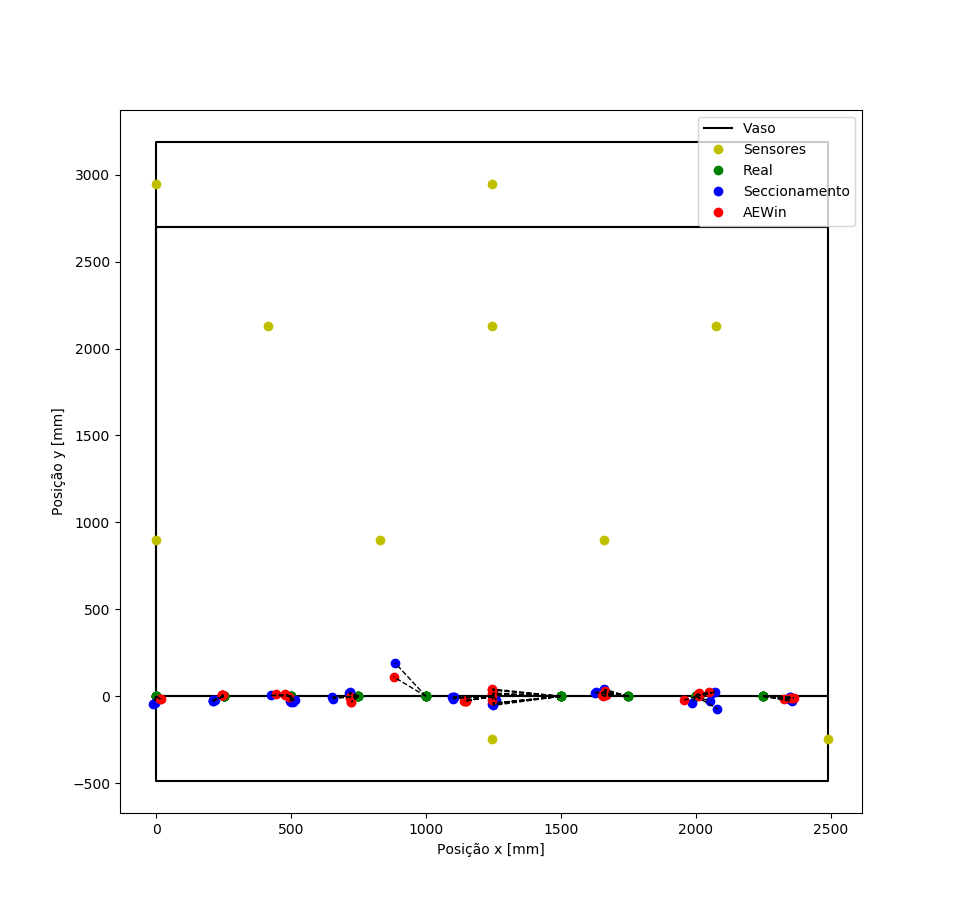 Vaso
Sensores
Real
Seccionamento
AEWin
3000
2500
2000
1500
1000
500
0
−500
Posição y [mm]
0 500 1000 1500 2000 2500
Posição x [mm]